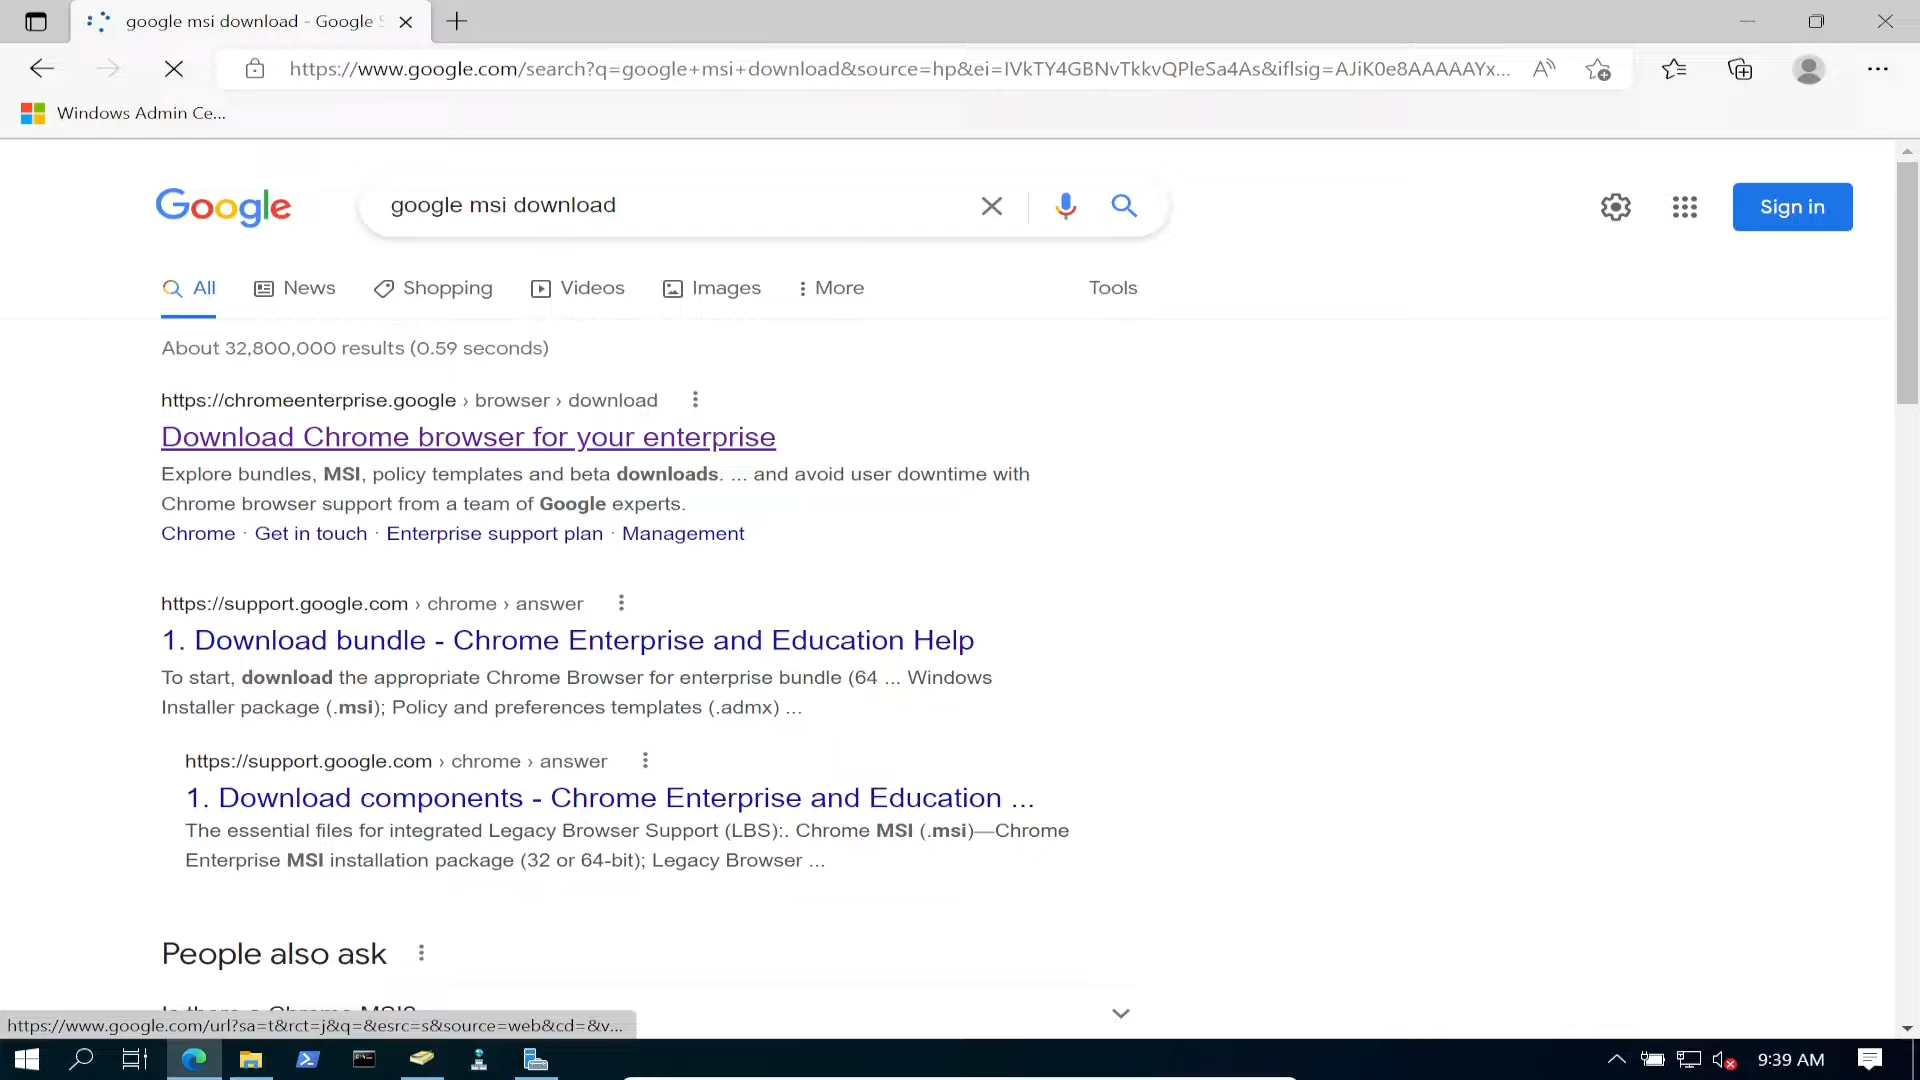 google msi download - Google S
https://www.google.com/search?q=google+msi+download&source=hp&ei=IVkTY4GBNvTkkvQPleSa4As&iflsig=AJiK0e8AAAAAYx...
Windows Admin Ce...
Google
google msi download
Sign in
All
News
Shopping
Videos
Images
More
Tools
About 32,800,000 results (0.59 seconds)
https://chromeenterprise.google › browser › download
Download Chrome browser for your enterprise
Explore bundles, MSI, policy templates and beta downloads. ... and avoid user downtime with
Chrome browser support from a team of Google experts.
Chrome · Get in touch · Enterprise support plan · Management
https://support.google.com › chrome › answer
1. Download bundle - Chrome Enterprise and Education Help
To start, download the appropriate Chrome Browser for enterprise bundle (64 ... Windows
Installer package (.msi); Policy and preferences templates (.admx) ...
https://support.google.com › chrome › answer
1. Download components - Chrome Enterprise and Education ...
The essential files for integrated Legacy Browser Support (LBS):. Chrome MSI (.msi)—Chrome
Enterprise MSI installation package (32 or 64-bit); Legacy Browser ...
People also ask
Is there a Chrome MSI?
https://www.google.com/url?sa=t&rct=j&q=&esrc=s&source=web&cd=&v...
9:39 AM